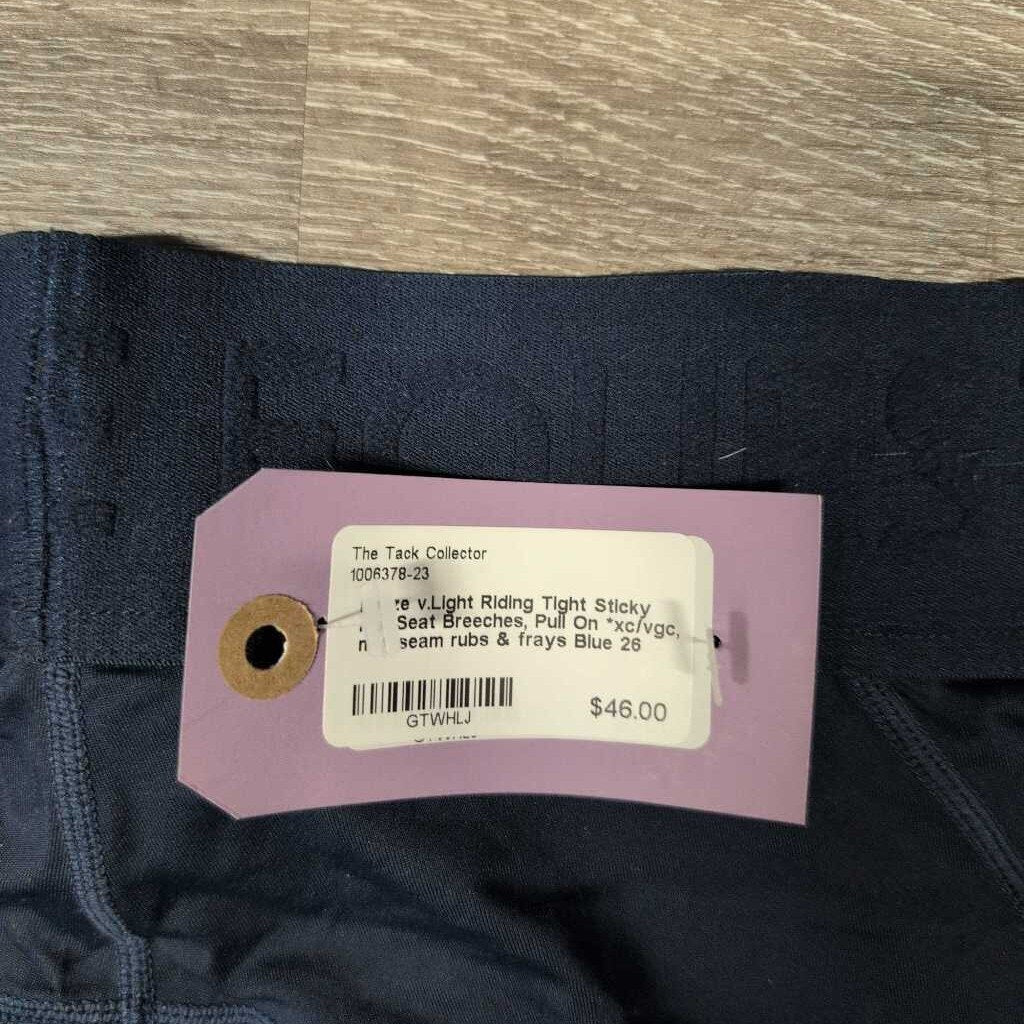 The Tack Collector
1006378-23
v.Light Riding Tight Sticky
Seat Breeches, Pull On *xc/vgc,
seam rubs & frays Blue 26
GTWHLJ
$46.00